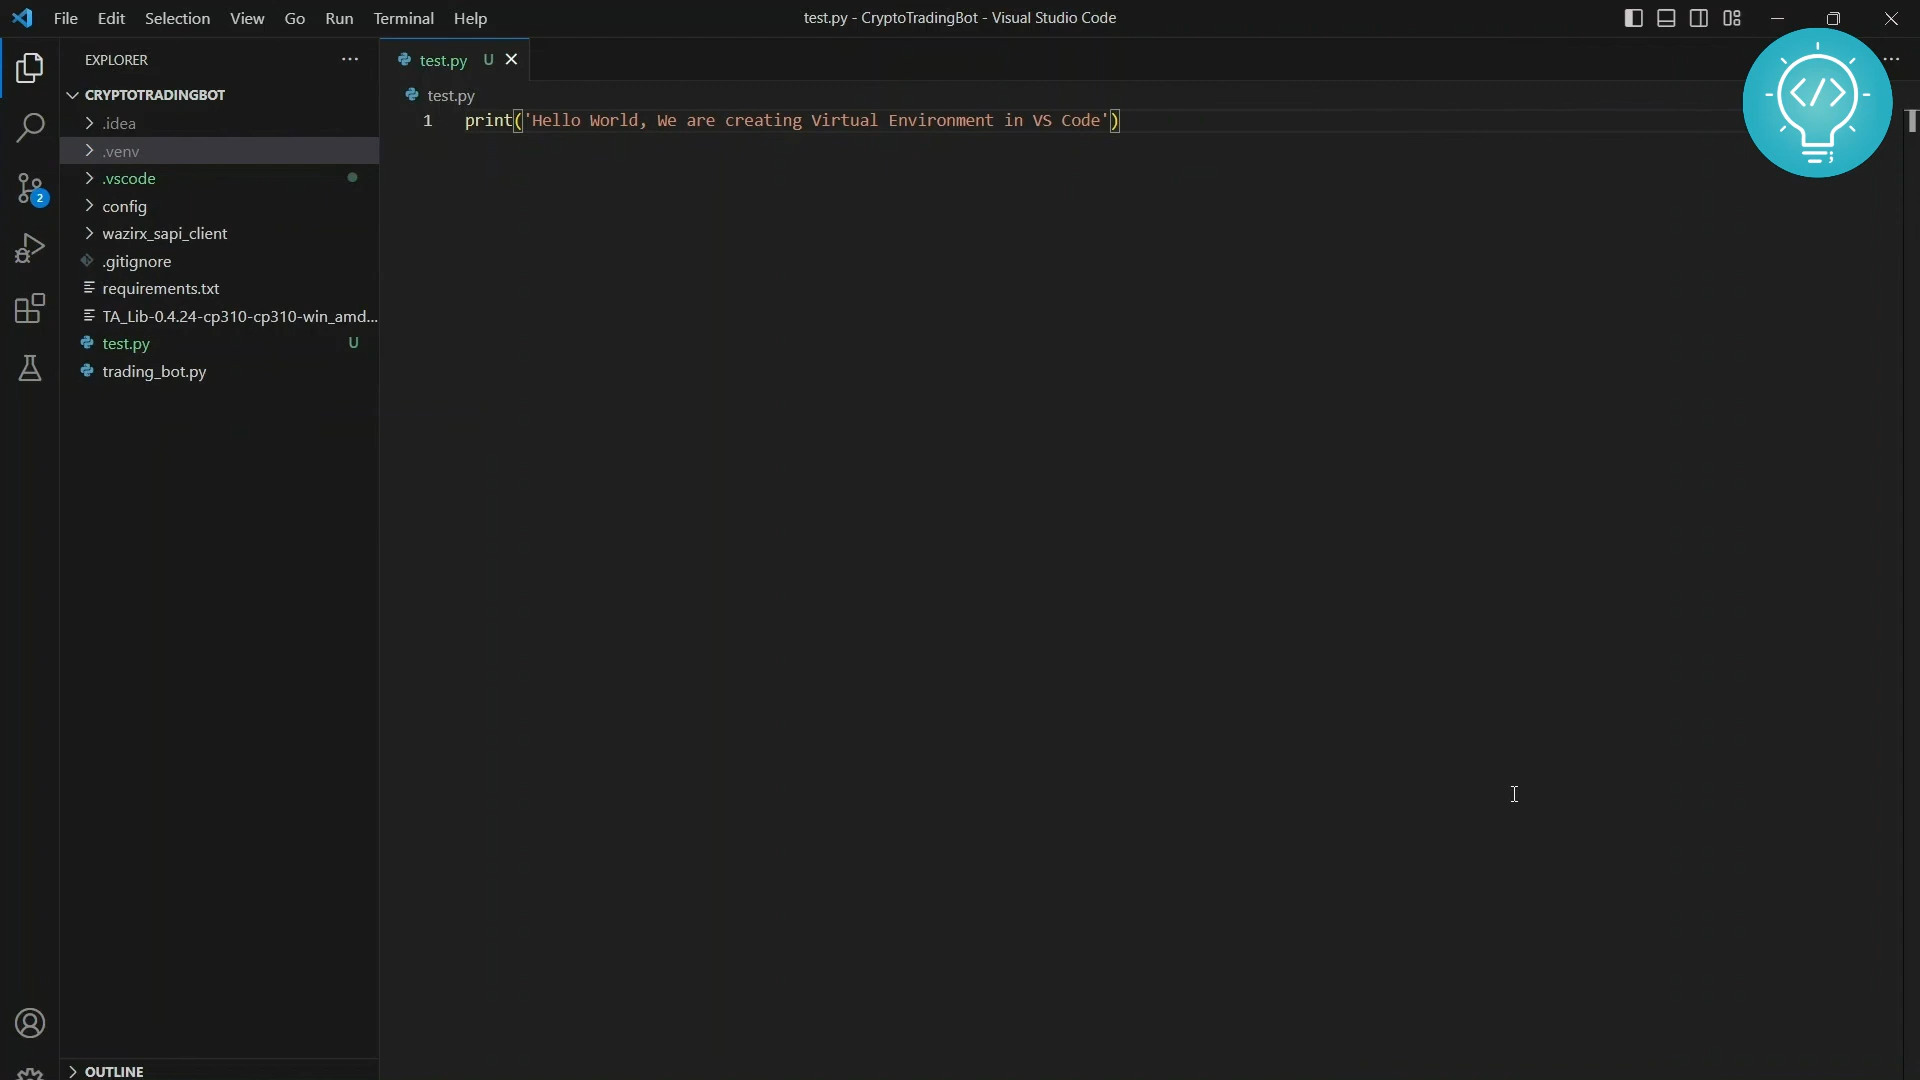 File Edit Selection View Go Run Terminal Help
test.py - CryptoTradingBot - Visual Studio Code
EXPLORER
test.py U
CRYPTOTRADINGBOT
test.py
.idea
1 print('Hello World, We are creating Virtual Environment in VS Code')
</>
;
.venv
.vscode
2
config
wazirx_sapi_client
.gitignore
requirements.txt
TA_Lib-0.4.24-cp310-cp310-win_amd...
test.py U
trading_bot.py
OUTLINE